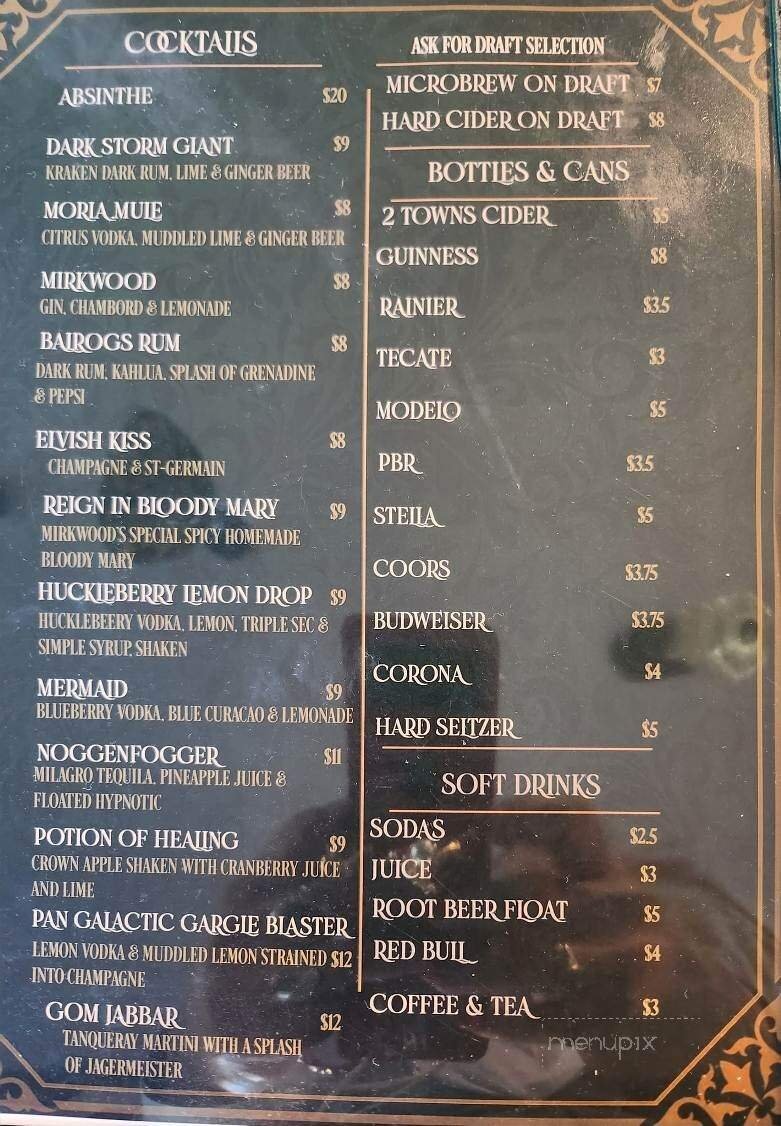 COCKTAILS
ABSINTHE $20
DARK STORM GIANT $9
KRAKEN DARK RUM, LIME & GINGER BEER
MORIA MULE $8
CITRUS VODKA, MUDDLED LIME & GINGER BEER
MIRKWOOD $8
GIN, CHAMBORD & LEMONADE
BALROGS RUM $8
DARK RUM, KAHLUA, SPLASH OF GRENADINE
& PEPSI
ELVISH KISS $8
CHAMPAGNE & ST-GERMAIN
REIGN IN BLOODY MARY $9
MIRKWOOD'S SPECIAL SPICY HOMEMADE
BLOODY MARY
HUCKLEBERRY LEMON DROP $9
HUCKLEBEERY VODKA, LEMON, TRIPLE SEC &
SIMPLE SYRUP, SHAKEN
MERMAID $9
BLUEBERRY VODKA, BLUE CURACAO & LEMONADE
NOGGENFOGGER $11
MILAGRO TEQUILA, PINEAPPLE JUICE &
FLOATED HYPNOTIC
POTION OF HEALING $9
CROWN APPLE SHAKEN WITH CRANBERRY JUICE
AND LIME
PAN GALACTIC GARGLE BLASTER
LEMON VODKA & MUDDLED LEMON STRAINED $12
INTO CHAMPAGNE
GOM JABBAR $12
TANQUERAY MARTINI WITH A SPLASH
OF JAGERMEISTER
ASK FOR DRAFT SELECTION
MICROBREW ON DRAFT $7
HARD CIDER ON DRAFT $8
BOTTLES & CANS
2 TOWNS CIDER $5
GUINNESS $8
RAINIER $3.5
TECATE $3
MODELO $5
PBR $3.5
STELLA $5
COORS $3.75
BUDWEISER $3.75
CORONA $4
HARD SELTZER $5
SOFT DRINKS
SODAS $2.5
JUICE $3
ROOT BEER FLOAT $5
RED BULL $4
COFFEE & TEA $3
menupix